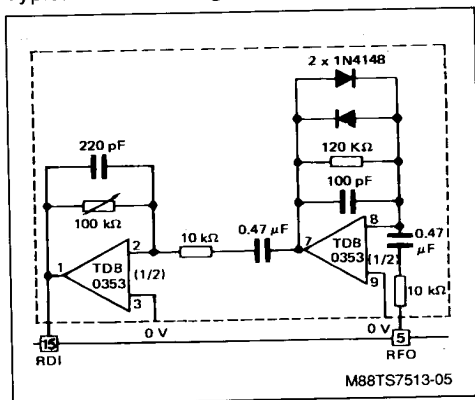 2 x 1N4148
220 pF
120 KΩ
100 pF
100 kΩ
10 kΩ
0.47 µF
0.47
µF
1
2
3
TDB
0353
(1/2)
7
8
9
TDB
0353
(1/2)
10 kΩ
0 V
0 V
15
RDI
5
RFO
M88TS7513-05